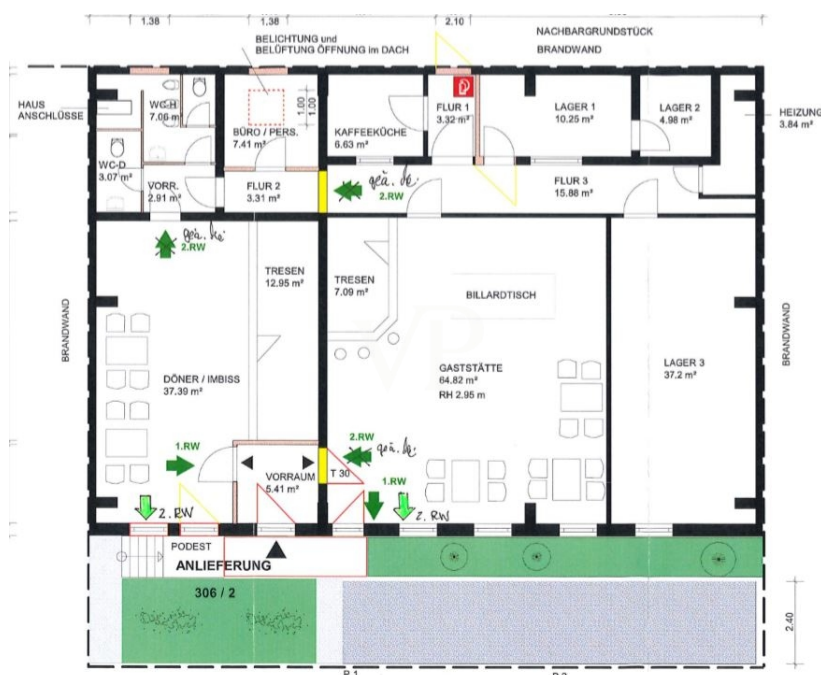 1.38
1,38
2.10
BELICHTUNG und
BELÜFTUNG ÖFFNUNG im DACH
NACHBARGRUNDSTÜCK
BRANDWAND
HAUS
ANSCHLÜSSE
WC-H
7.06 m²
1.00
1.00
BÜRO / PERS.
7.41 m²
KAFFEEKÜCHE
6.63 m²
FLUR 1
3.32 m²
LAGER 1
10.25 m²
LAGER 2
4.98 m²
HEIZUNG
3.84 m²
WC-D
3.07 m²
VORR.
2.91 m²
FLUR 2
3.31 m²
2.RW
FLUR 3
15.88 m²
2.RW
TRESEN
12.95 m²
TRESEN
7.09 m²
BILLARDTISCH
VP
BRANDWAND
BRANDWAND
DÖNER / IMBISS
37.39 m²
GASTSTÄTTE
64.82 m²
RH 2.95 m
LAGER 3
37.2 m²
1.RW
2.RW
VORRAUM
5.41 m²
T 30
1.RW
2. RW
2. RW
PODEST
ANLIEFERUNG
306 / 2
2.40